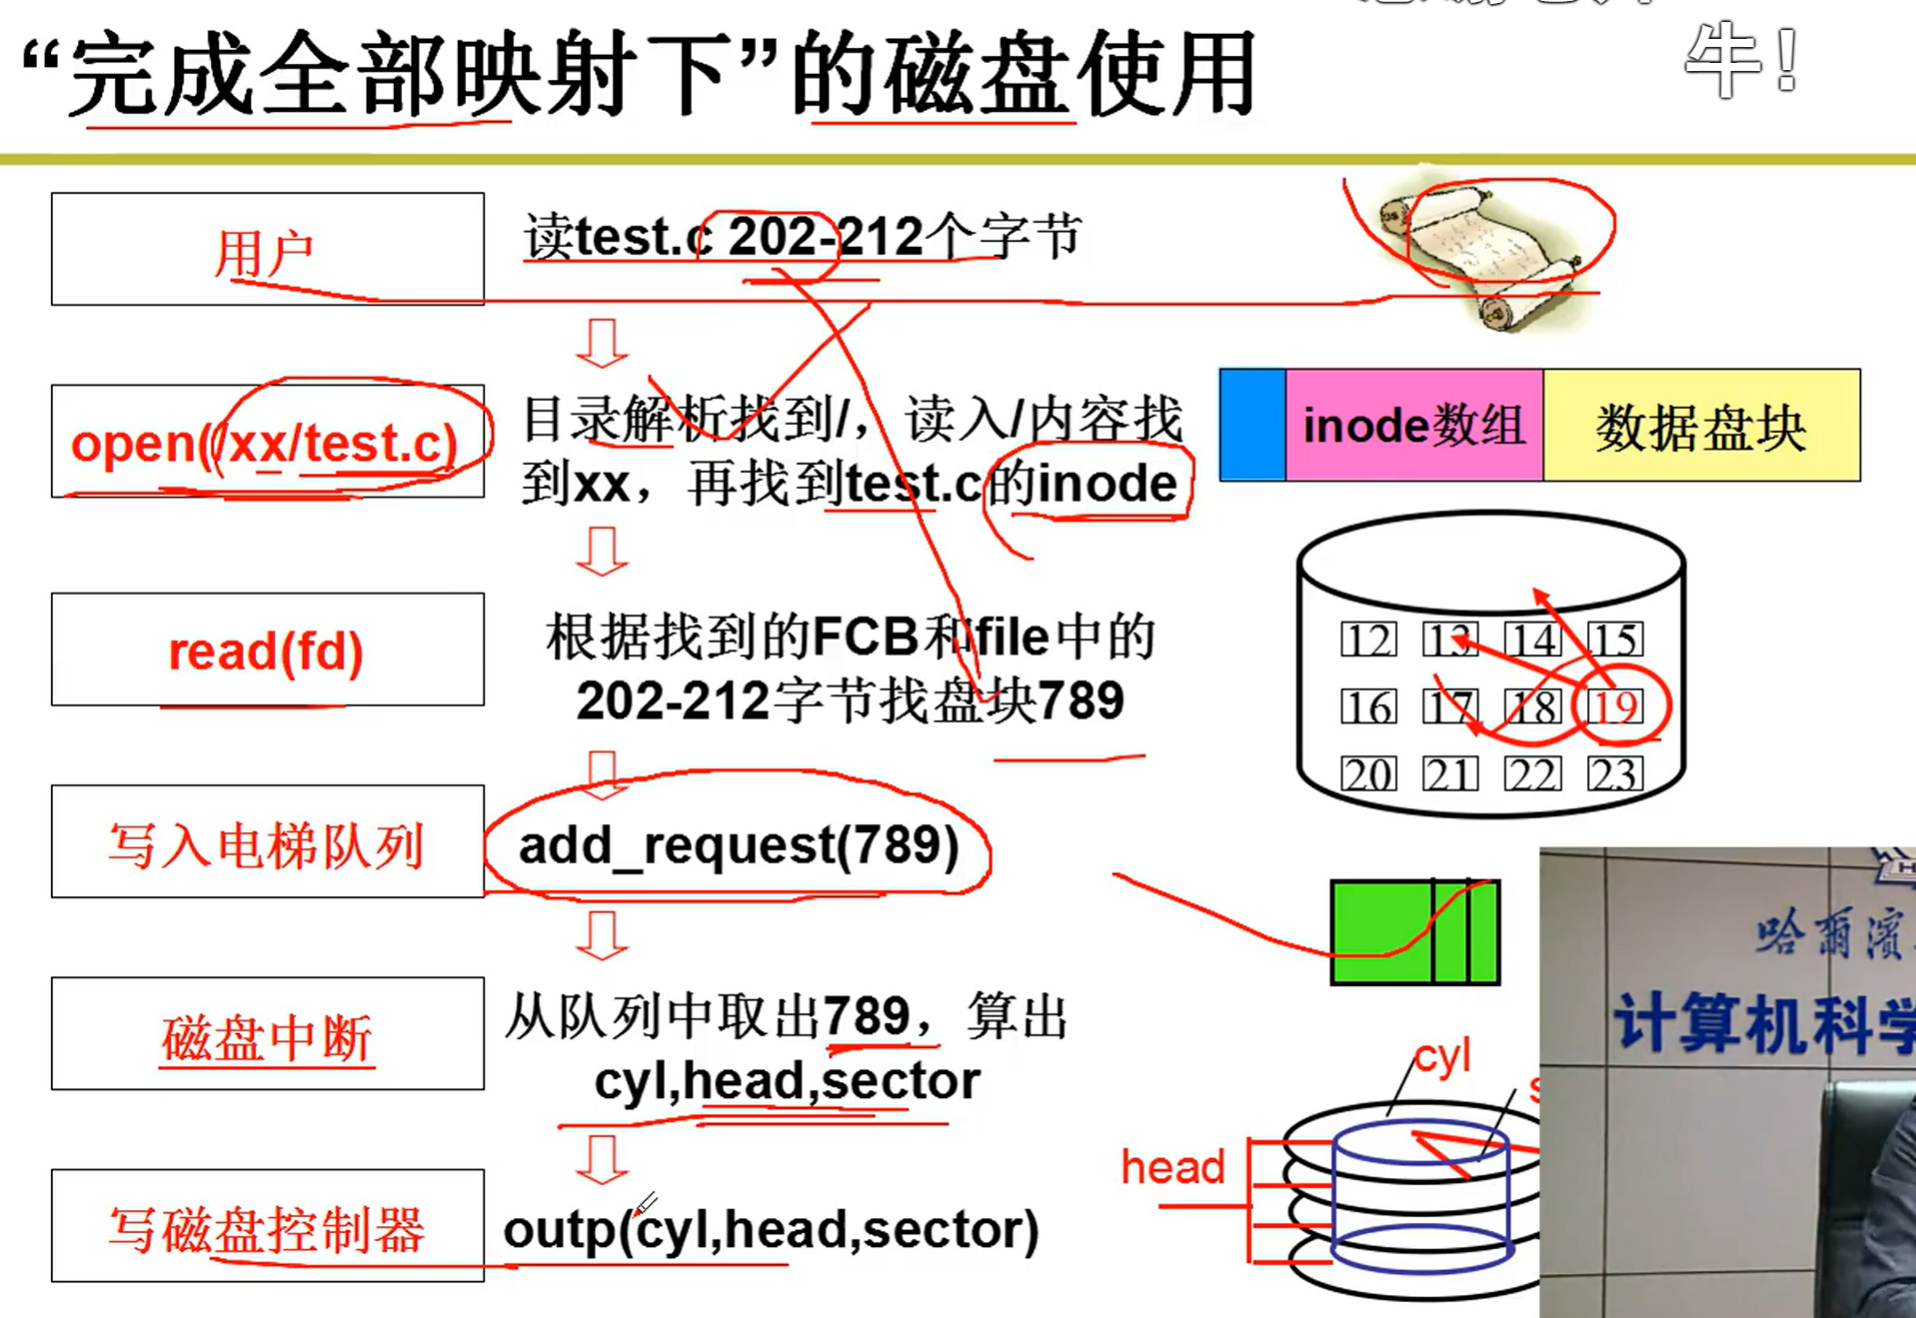 “完成全部映射下”的磁盘使用
牛！
用户
读test.c 202-212个字节
open(/xx/test.c)
目录解析找到/，读入/内容找
到xx，再找到test.c的inode
inode数组
数据盘块
read(fd)
根据找到的FCB和file中的
202-212字节找盘块789
12 13 14 15
16 17 18 19
20 21 22 23
写入电梯队列
add_request(789)
磁盘中断
从队列中取出789，算出
cyl,head,sector
写磁盘控制器
outp(cyl,head,sector)
cyl
s
head
哈尔滨
计算机科学